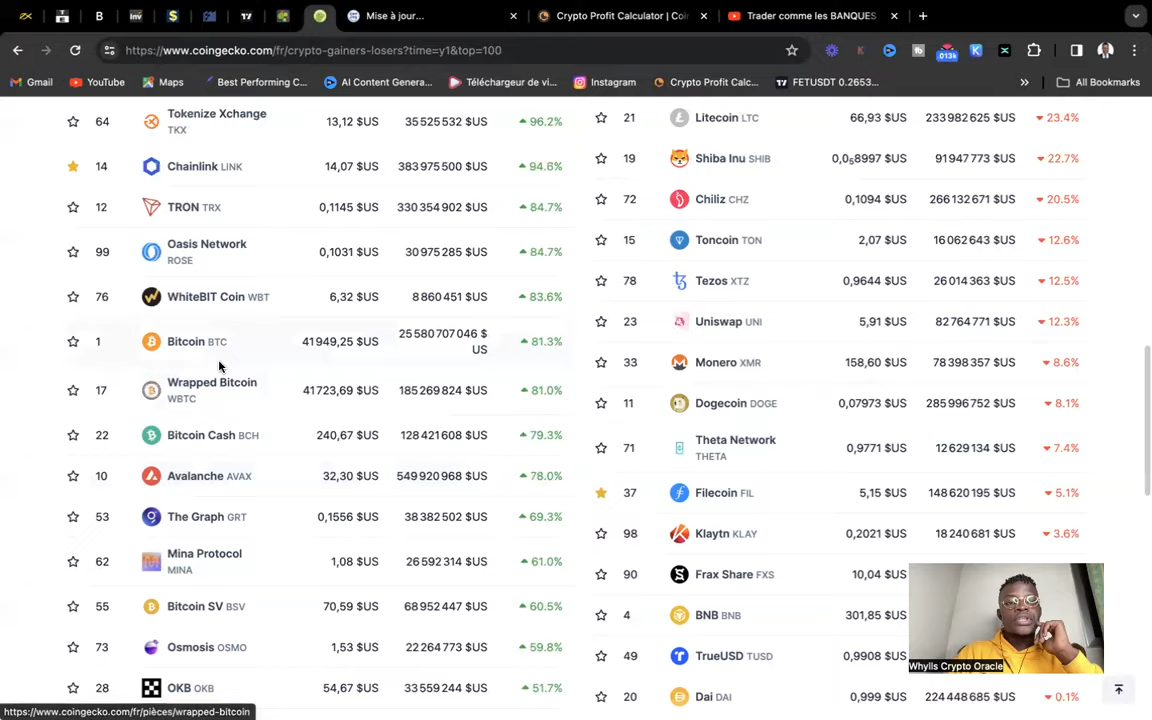 Mise à jour...
Crypto Profit Calculator | Coi
Trader comme les BANQUES
https://www.coingecko.com/fr/crypto-gainers-losers?time=y1&top=100
Gmail
YouTube
Maps
Best Performing C...
AI Content Genera...
Téléchargeur de vi...
Instagram
Crypto Profit Calc...
FETUSDT 0.2653...
All Bookmarks
64 Tokenize Xchange TKX 13,12 $US 35 525 532 $US 96.2%
14 Chainlink LINK 14,07 $US 383 975 500 $US 94.6%
12 TRON TRX 0,1145 $US 330 354 902 $US 84.7%
99 Oasis Network ROSE 0,1031 $US 30 975 285 $US 84.7%
76 WhiteBIT Coin WBT 6,32 $US 8 860 451 $US 83.6%
1 Bitcoin BTC 41 949,25 $US 25 580 707 046 $
US 81.3%
17 Wrapped Bitcoin WBTC 41 723,69 $US 185 269 824 $US 81.0%
22 Bitcoin Cash BCH 240,67 $US 128 421 608 $US 79.3%
10 Avalanche AVAX 32,30 $US 549 920 968 $US 78.0%
53 The Graph GRT 0,1556 $US 38 382 502 $US 69.3%
62 Mina Protocol MINA 1,08 $US 26 592 314 $US 61.0%
55 Bitcoin SV BSV 70,59 $US 68 952 447 $US 60.5%
73 Osmosis OSMO 1,53 $US 22 264 773 $US 59.8%
28 OKB OKB 54,67 $US 33 559 244 $US 51.7%
21 Litecoin LTC 66,93 $US 233 982 625 $US 23.4%
19 Shiba Inu SHIB 0,0₅8997 $US 91 947 773 $US 22.7%
72 Chiliz CHZ 0,1094 $US 266 132 671 $US 20.5%
15 Toncoin TON 2,07 $US 16 062 643 $US 12.6%
78 Tezos XTZ 0,9644 $US 26 014 363 $US 12.5%
23 Uniswap UNI 5,91 $US 82 764 771 $US 12.3%
33 Monero XMR 158,60 $US 78 398 357 $US 8.6%
11 Dogecoin DOGE 0,07973 $US 285 996 752 $US 8.1%
71 Theta Network THETA 0,9771 $US 12 629 134 $US 7.4%
37 Filecoin FIL 5,15 $US 148 620 195 $US 5.1%
98 Klaytn KLAY 0,2021 $US 18 240 681 $US 3.6%
90 Frax Share FXS 10,04 $US
4 BNB BNB 301,85 $US
49 TrueUSD TUSD 0,9908 $US
20 Dai DAI 0,999 $US 224 448 685 $US 0.1%
Whylls Crypto Oracle
https://www.coingecko.com/fr/pièces/wrapped-bitcoin